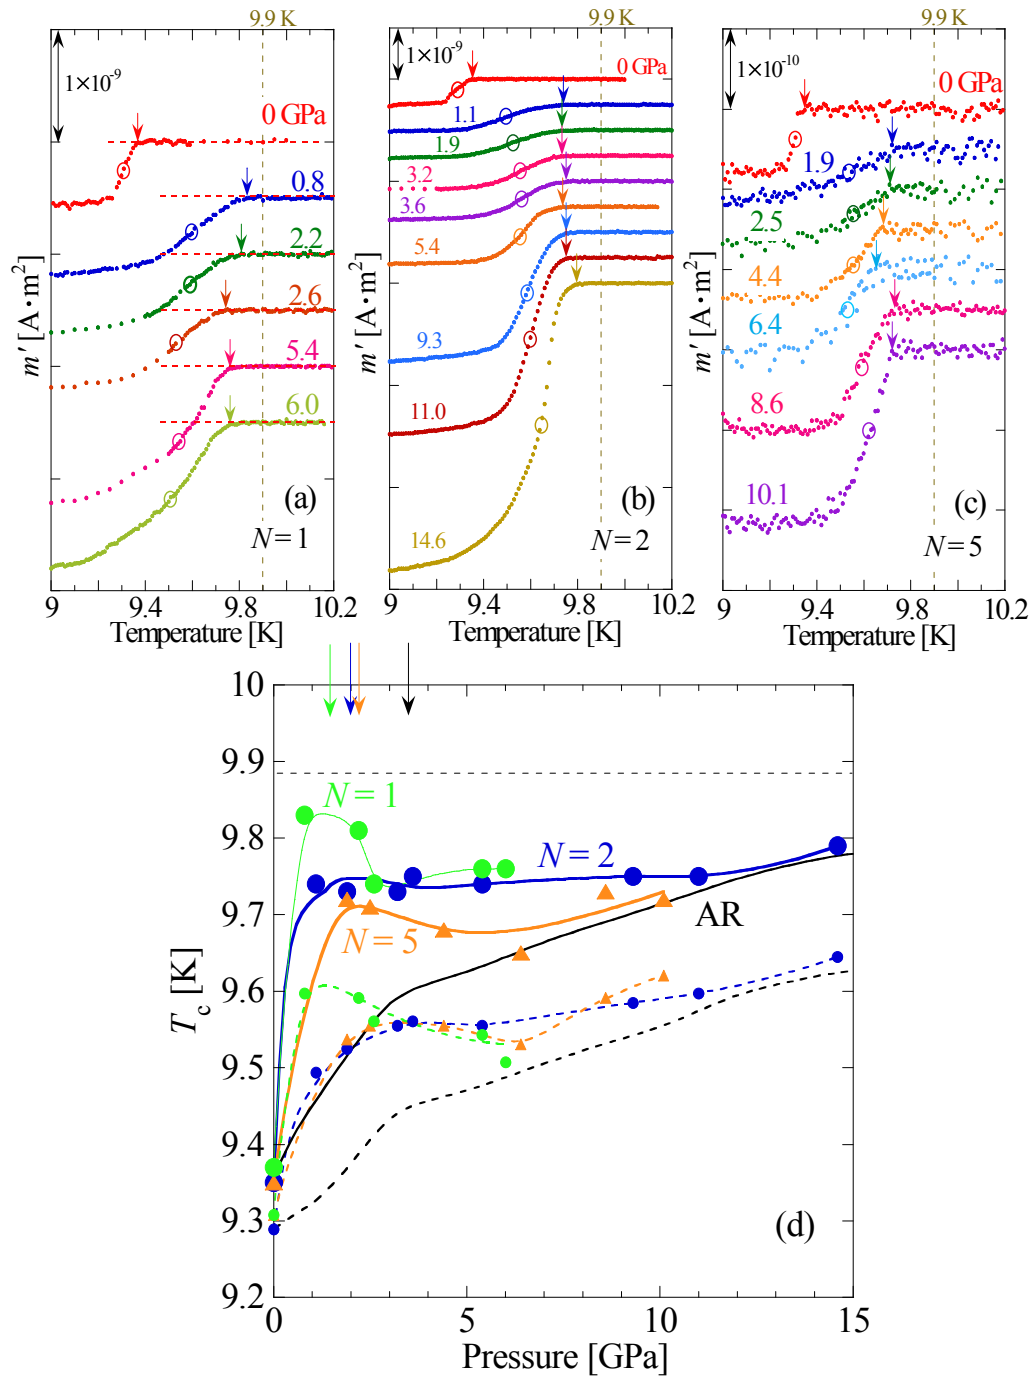 9.9 K
1×10⁻⁹
0 GPa
0.8
2.2
2.6
5.4
6.0
(a)
N = 1
m′ [A·m²]
9 9.4 9.8 10.2
Temperature [K]
9.9 K
1×10⁻⁹
0 GPa
1.1
1.9
3.2
3.6
5.4
9.3
11.0
14.6
(b)
N = 2
m′ [A·m²]
9 9.4 9.8 10.2
Temperature [K]
9.9 K
1×10⁻¹⁰
0 GPa
1.9
2.5
4.4
6.4
8.6
10.1
(c)
N = 5
m′ [A·m²]
9 9.4 9.8 10.2
Temperature [K]
10
9.9
9.8
9.7
9.6
9.5
9.4
9.3
9.2
T_c [K]
N = 1
N = 2
N = 5
AR
(d)
0 5 10 15
Pressure [GPa]